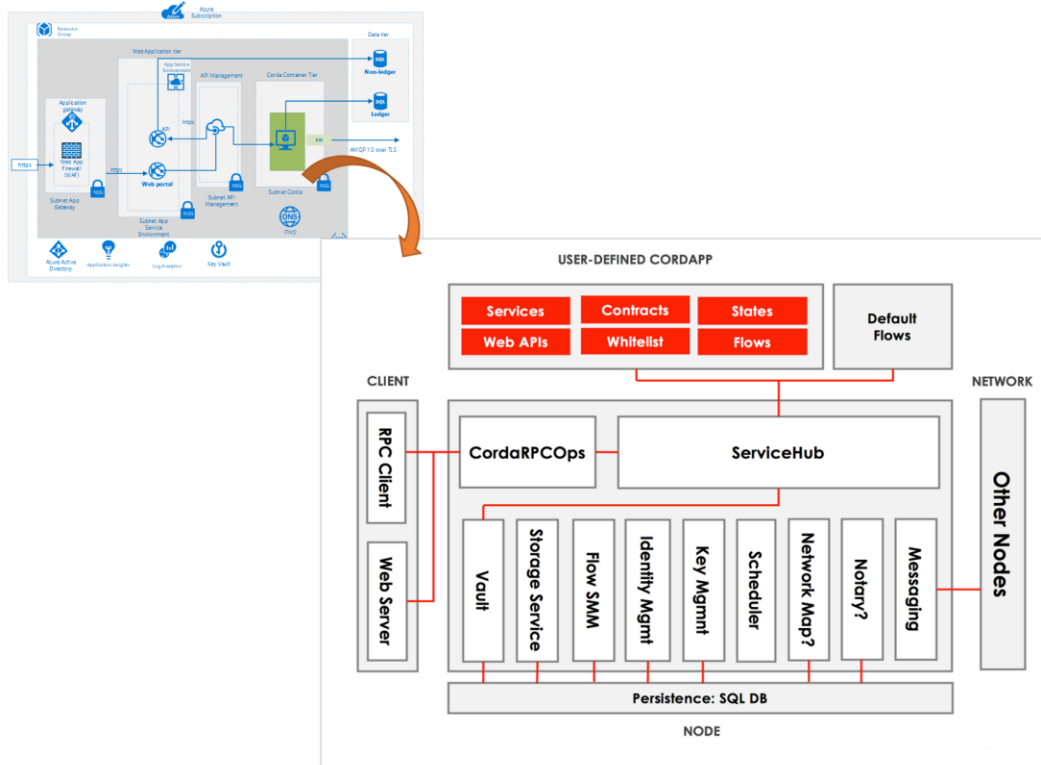 Azure
Subscription
Resource
Group
Data tier
Web Application tier
App Service
Environment
API Management
Corda Container Tier
SQL
Non-ledger
Application
gateway
SQL
Ledger
API
https
PIP
AMQP 1.0 over TLS
https
Web App
Firewall
(WAF)
https
Web portal
NSG
NSG
NSG
NSG
Subnet App
Gateway
Subnet API
Management
Subnet Corda
Subnet App
Service
Environment
DNS
DNS
Azure Active
Directory
Application Insights
Log Analytics
Key Vault
USER-DEFINED CORDAPP
Services
Contracts
States
Web APIs
Whitelist
Flows
Default
Flows
CLIENT
NETWORK
RPC Client
Web Server
CordaRPCOps
ServiceHub
Vault
Storage Service
Flow SMM
Identity Mgmt
Key Mgmnt
Scheduler
Network Map?
Notary?
Messaging
Other Nodes
Persistence: SQL DB
NODE